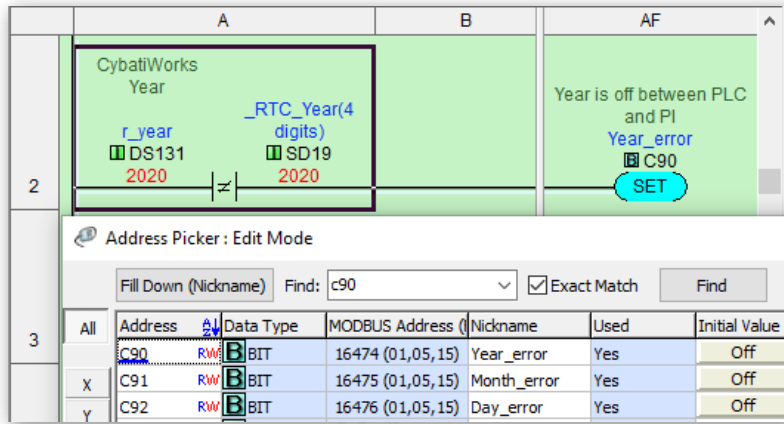 A B AF
CybatiWorks
Year
r_year
DS131
2020
≠
_RTC_Year(4
digits)
SD19
2020
Year is off between PLC
and PI
Year_error
C90
SET
2
3
Address Picker : Edit Mode
Fill Down (Nickname) Find: c90 Exact Match Find
All Address Data Type MODBUS Address ( Nickname Used Initial Value
C90 RW B BIT 16474 (01,05,15) Year_error Yes Off
X C91 RW B BIT 16475 (01,05,15) Month_error Yes Off
Y C92 RW B BIT 16476 (01,05,15) Day_error Yes Off